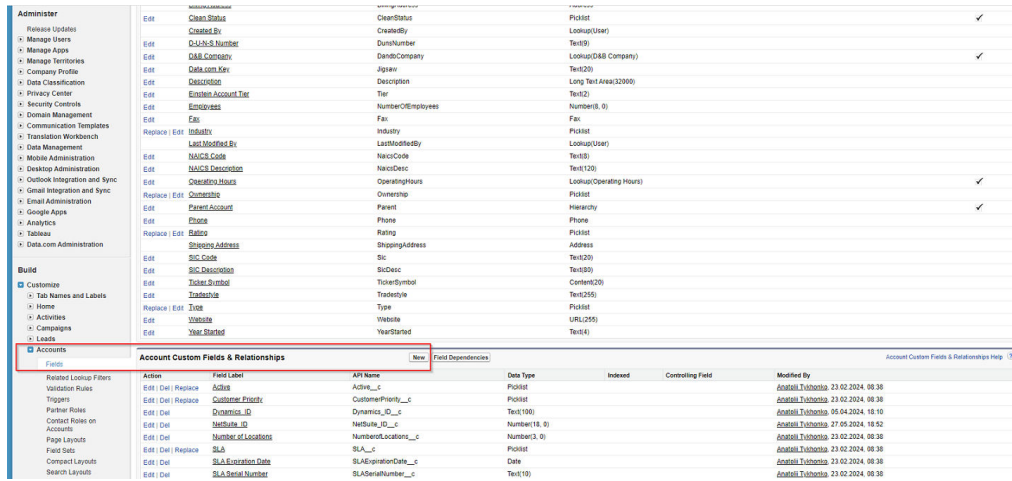 Administer
Release Updates
Manage Users
Manage Apps
Manage Territories
Company Profile
Data Classification
Privacy Center
Security Controls
Domain Management
Communication Templates
Translation Workbench
Data Management
Mobile Administration
Desktop Administration
Outlook Integration and Sync
Gmail Integration and Sync
Email Administration
Google Apps
Analytics
Tableau
Data.com Administration
Build
Customize
Tab Names and Labels
Home
Activities
Campaigns
Leads
Accounts
Fields
Related Lookup Filters
Validation Rules
Triggers
Partner Roles
Contact Roles on
Accounts
Page Layouts
Field Sets
Compact Layouts
Search Layouts
Edit Clean Status CleanStatus Picklist ✓
Created By CreatedBy Lookup(User)
Edit D-U-N-S Number DunsNumber Text(9)
Edit D&B Company DandbCompany Lookup(D&B Company) ✓
Edit Data.com Key Jigsaw Text(20)
Edit Description Description Long Text Area(32000)
Edit Einstein Account Tier Tier Text(2)
Edit Employees NumberOfEmployees Number(8, 0)
Edit Fax Fax Fax
Replace | Edit Industry Industry Picklist
Last Modified By LastModifiedBy Lookup(User)
Edit NAICS Code NaicsCode Text(8)
Edit NAICS Description NaicsDesc Text(120)
Edit Operating Hours OperatingHours Lookup(Operating Hours) ✓
Replace | Edit Ownership Ownership Picklist
Edit Parent Account Parent Hierarchy ✓
Edit Phone Phone Phone
Replace | Edit Rating Rating Picklist
Shipping Address ShippingAddress Address
Edit SIC Code Sic Text(20)
Edit SIC Description SicDesc Text(80)
Edit Ticker Symbol TickerSymbol Content(20)
Edit Tradestyle Tradestyle Text(255)
Replace | Edit Type Type Picklist
Edit Website Website URL(255)
Edit Year Started YearStarted Text(4)
Account Custom Fields & Relationships New Field Dependencies Account Custom Fields & Relationships Help ?
Action Field Label API Name Data Type Indexed Controlling Field Modified By
Edit | Del | Replace Active Active__c Picklist Anatolii Tykhonko, 23.02.2024, 08:38
Edit | Del | Replace Customer Priority CustomerPriority__c Picklist Anatolii Tykhonko, 23.02.2024, 08:38
Edit | Del Dynamics_ID Dynamics_ID__c Text(100) Anatolii Tykhonko, 05.04.2024, 18:10
Edit | Del NetSuite_ID NetSuite_ID__c Number(18, 0) Anatolii Tykhonko, 27.05.2024, 18:52
Edit | Del Number of Locations NumberofLocations__c Number(3, 0) Anatolii Tykhonko, 23.02.2024, 08:38
Edit | Del | Replace SLA SLA__c Picklist Anatolii Tykhonko, 23.02.2024, 08:38
Edit | Del SLA Expiration Date SLAExpirationDate__c Date Anatolii Tykhonko, 23.02.2024, 08:38
Edit | Del SLA Serial Number SLASerialNumber__c Text(10) Anatolii Tykhonko, 23.02.2024, 08:38